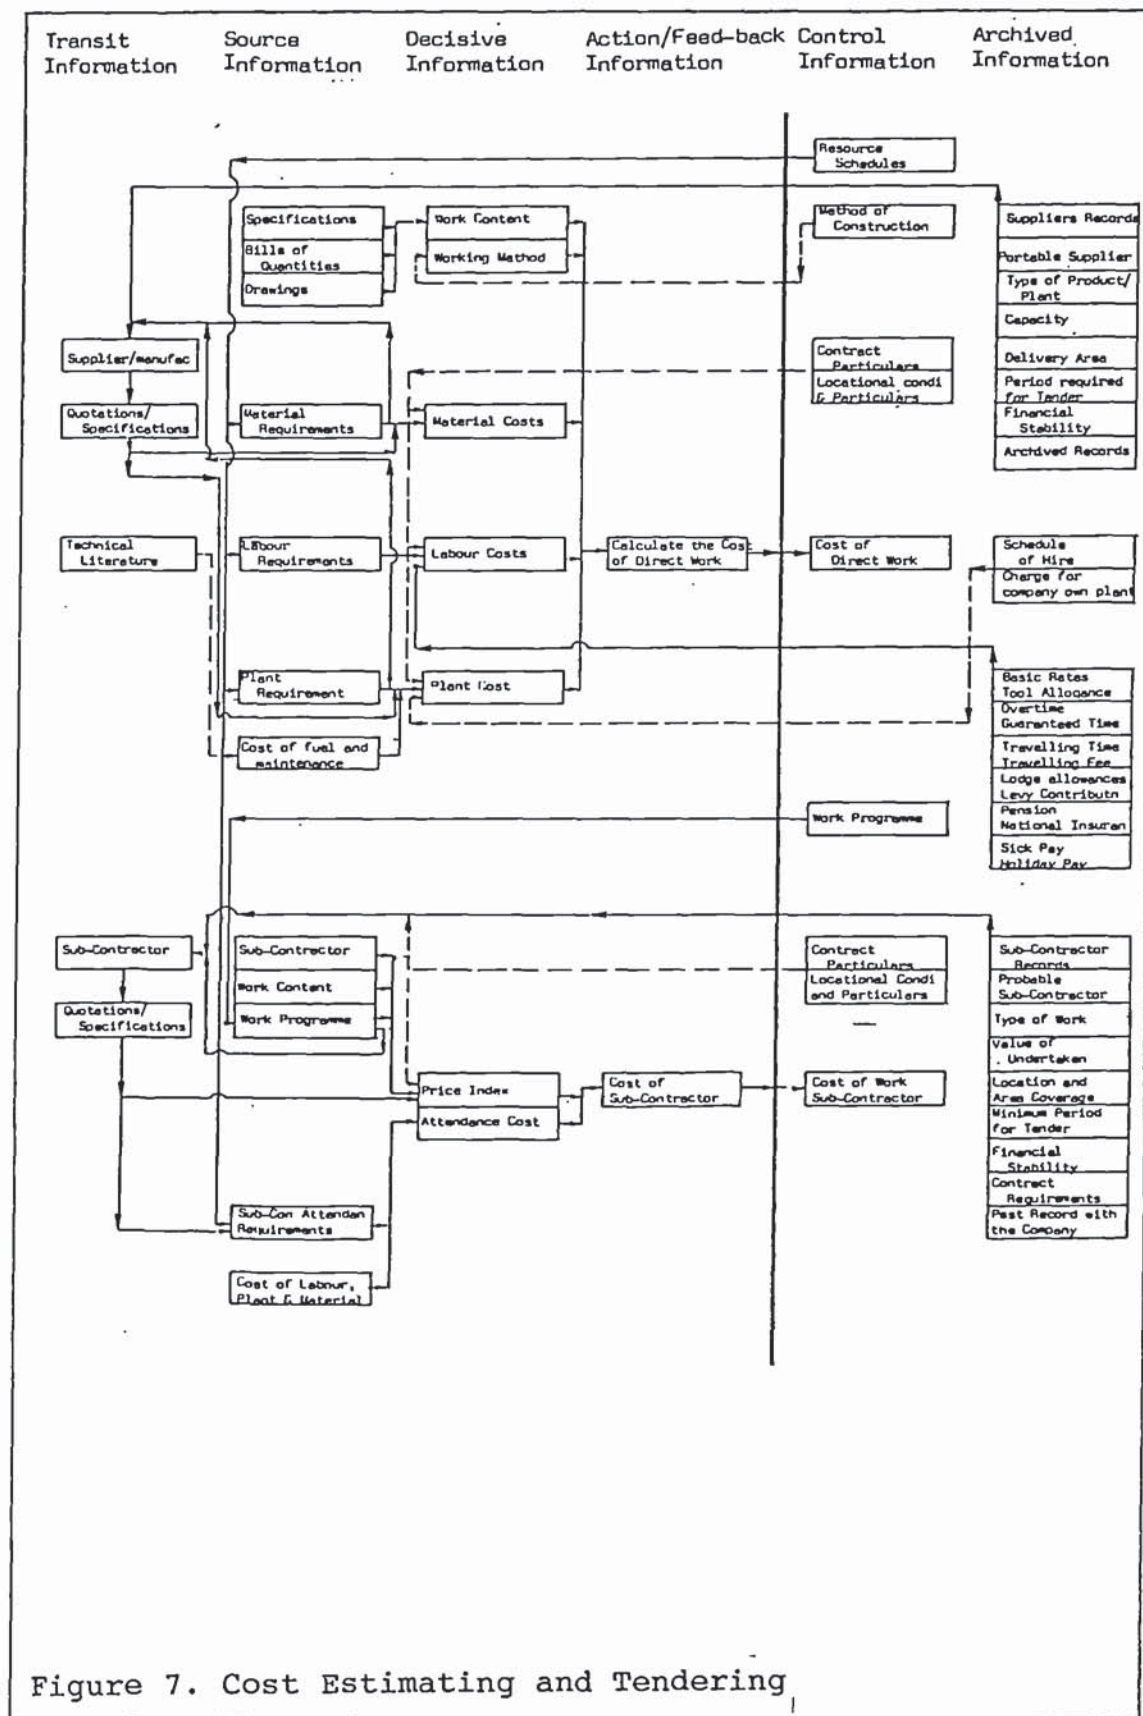 Transit
Information
Source
Information
Decisive
Information
Action/Feed-back
Information
Control
Information
Archived
Information
Resource
Schedules
Specifications
Bills of
Quantities
Drawings
Work Content
Working Method
Method of
Construction
Suppliers Records
Portable Supplier
Type of Product/
Plant
Capacity
Delivery Area
Period required
for Tender
Financial
Stability
Archived Records
Supplier/manufac
Quotations/
Specifications
Material
Requirements
Material Costs
Contract
Particulars
Locational condi
& Particulars
Technical
Literature
Labour
Requirements
Labour Costs
Calculate the Cost
of Direct Work
Cost of
Direct Work
Schedule
of Hire
Charge for
company own plant
Plant
Requirement
Plant Cost
Cost of fuel and
maintenance
Basic Rates
Tool Allogance
Overtime
Guaranteed Time
Travelling Time
Travelling Fee
Lodge allowances
Levy Contributn
Pension
National Insuran
Sick Pay
Holiday Pay
Work Programme
Sub-Contractor
Quotations/
Specifications
Sub-Contractor
Work Content
Work Programme
Contract
Particulars
Locational Condi
and Particulars
Sub-Contractor
Records
Probable
Sub-Contractor
Type of Work
Value of
. Undertaken
Location and
Area Coverage
Minimum Period
for Tender
Financial
Stability
Contract
Requirements
Past Record with
the Company
Price Index
Attendance Cost
Cost of
Sub-Contractor
Cost of Work
Sub-Contractor
Sub-Con Attendan
Requirements
Cost of Labour,
Plant & Material
Figure 7. Cost Estimating and Tendering